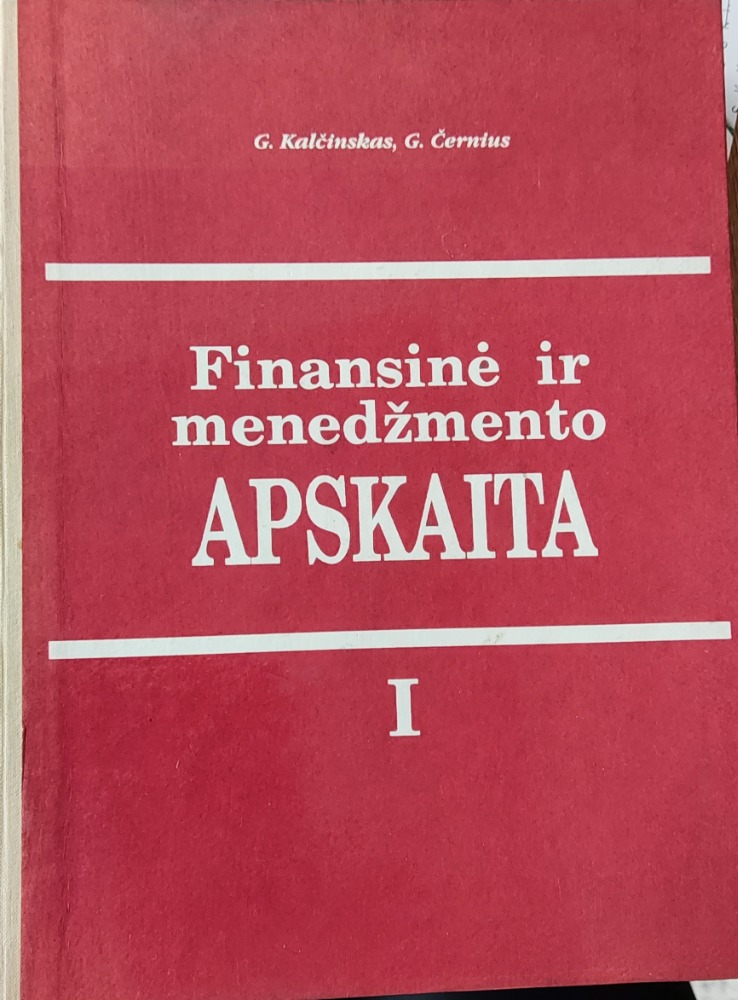 G. Kalčinskas, G. Černius
Finansinė ir
menedžmento
APSKAITA
I